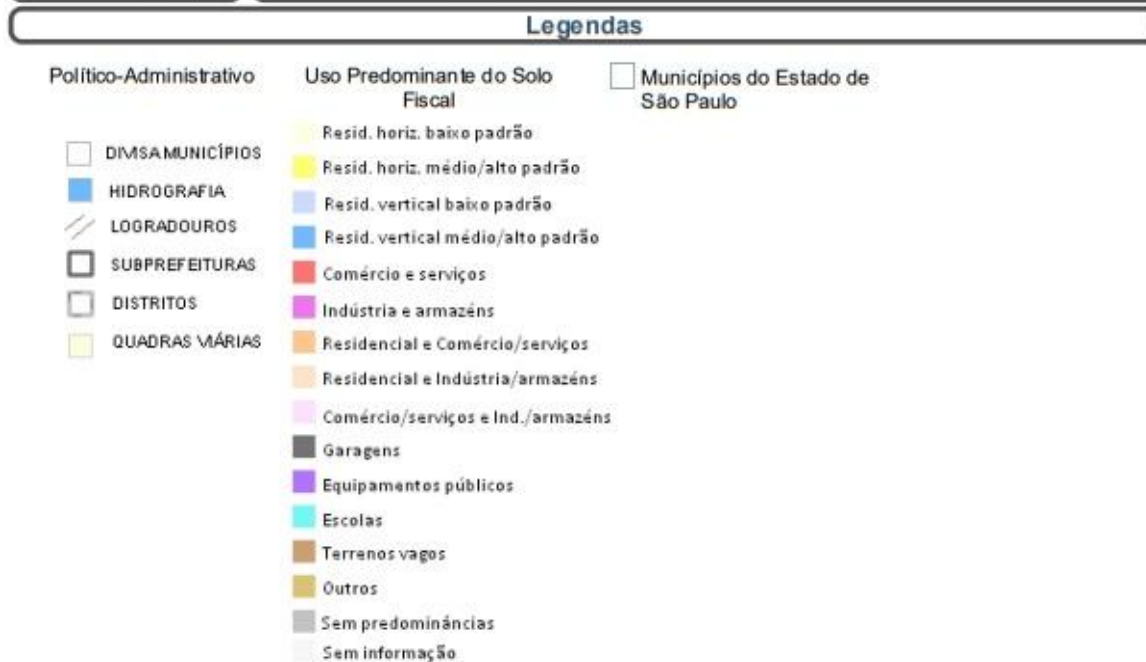 Legendas
Político-Administrativo
DIVISA MUNICÍPIOS
HIDROGRAFIA
LOGRADOUROS
SUBPREFEITURAS
DISTRITOS
QUADRAS VIÁRIAS
Uso Predominante do Solo
Fiscal
Resid. horiz. baixo padrão
Resid. horiz. médio/alto padrão
Resid. vertical baixo padrão
Resid. vertical médio/alto padrão
Comércio e serviços
Indústria e armazéns
Residencial e Comércio/serviços
Residencial e Indústria/armazéns
Comércio/serviços e Ind./armazéns
Garagens
Equipamentos públicos
Escolas
Terrenos vagos
Outros
Sem predominâncias
Sem informação
Municípios do Estado de
São Paulo